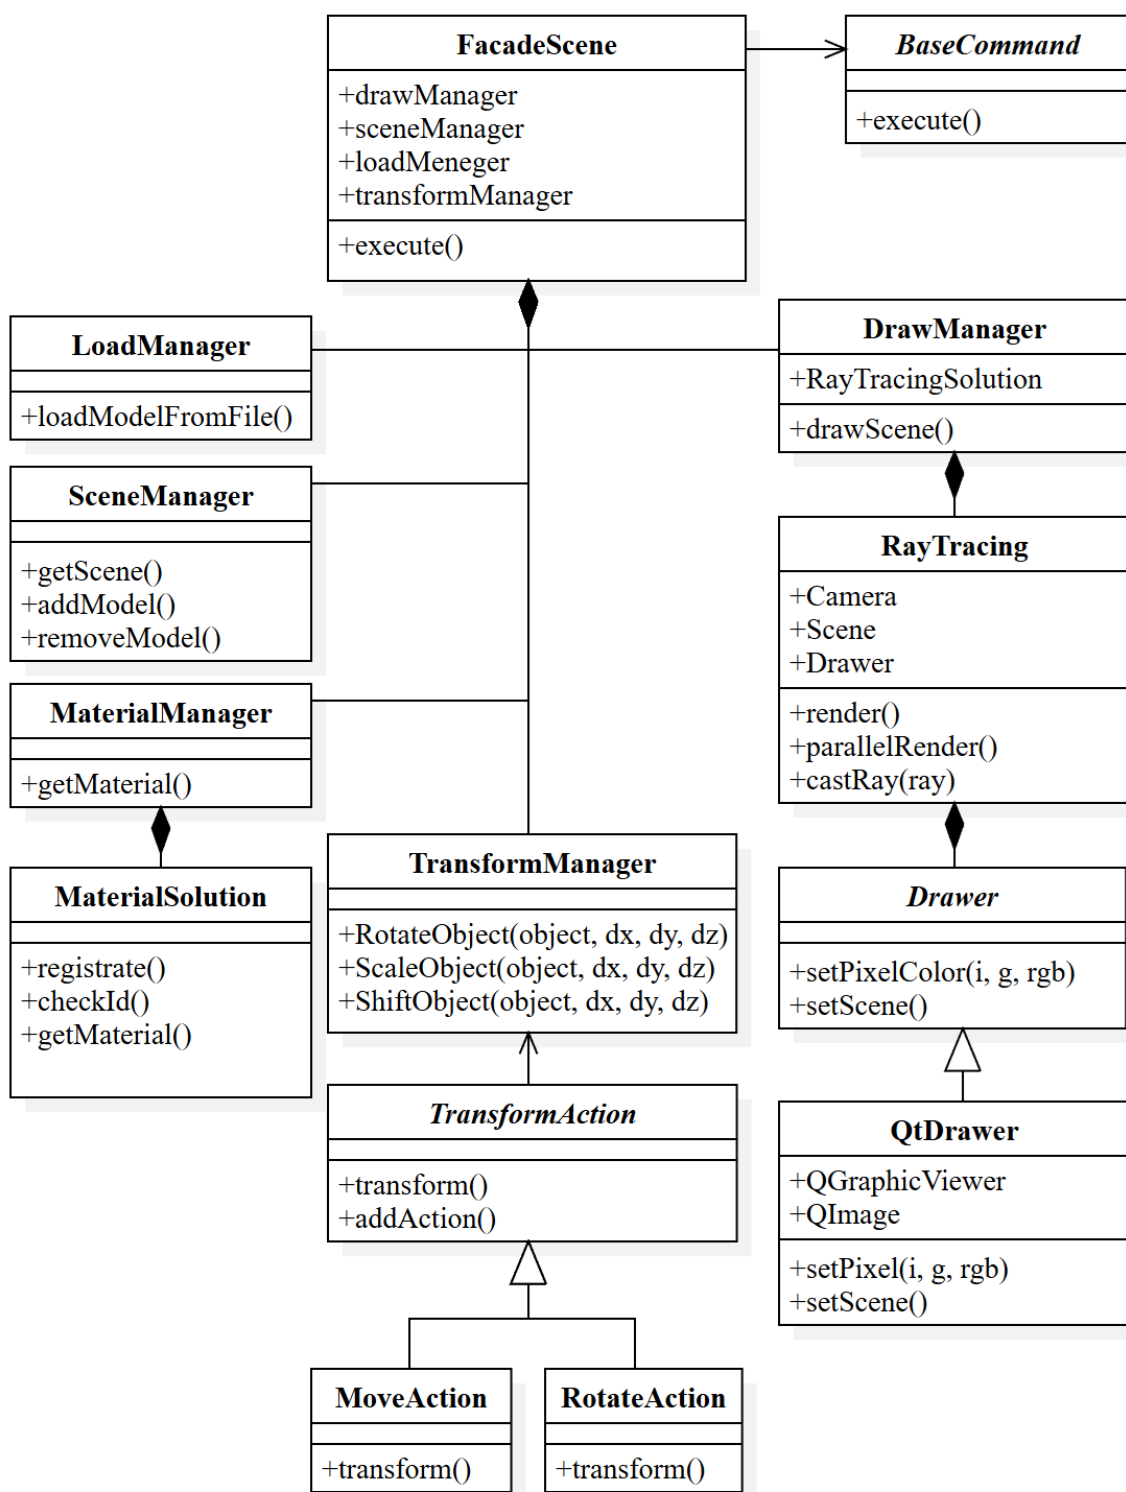 FacadeScene
+drawManager
+sceneManager
+loadMeneger
+transformManager
+execute()
BaseCommand
+execute()
LoadManager
+loadModelFromFile()
DrawManager
+RayTracingSolution
+drawScene()
SceneManager
+getScene()
+addModel()
+removeModel()
RayTracing
+Camera
+Scene
+Drawer
+render()
+parallelRender()
+castRay(ray)
MaterialManager
+getMaterial()
MaterialSolution
+registrate()
+checkId()
+getMaterial()
TransformManager
+RotateObject(object, dx, dy, dz)
+ScaleObject(object, dx, dy, dz)
+ShiftObject(object, dx, dy, dz)
Drawer
+setPixelColor(i, g, rgb)
+setScene()
TransformAction
+transform()
+addAction()
QtDrawer
+QGraphicViewer
+QImage
+setPixel(i, g, rgb)
+setScene()
MoveAction
+transform()
RotateAction
+transform()